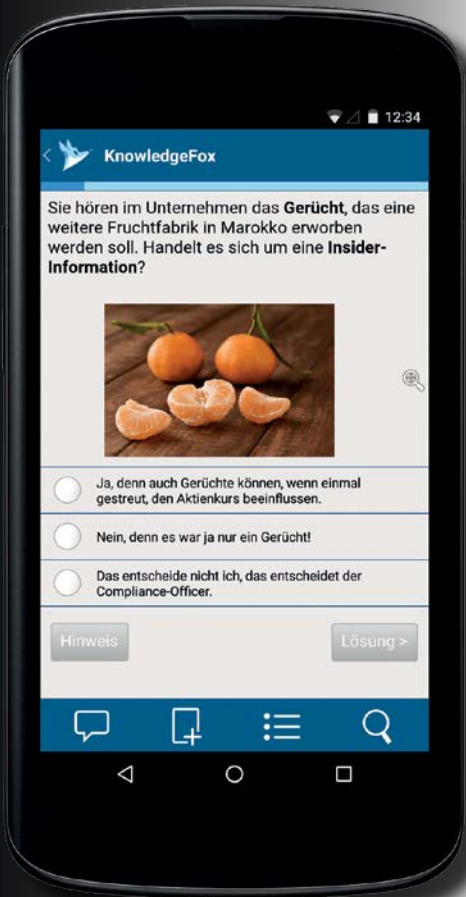 12:34
KnowledgeFox
Sie hören im Unternehmen das Gerücht, das eine
weitere Fruchtfabrik in Marokko erworben
werden soll. Handelt es sich um eine Insider-
Information?
Ja, denn auch Gerüchte können, wenn einmal
gestreut, den Aktienkurs beeinflussen.
Nein, denn es war ja nur ein Gerücht!
Das entscheide nicht ich, das entscheidet der
Compliance-Officer.
Hinweis
Lösung >